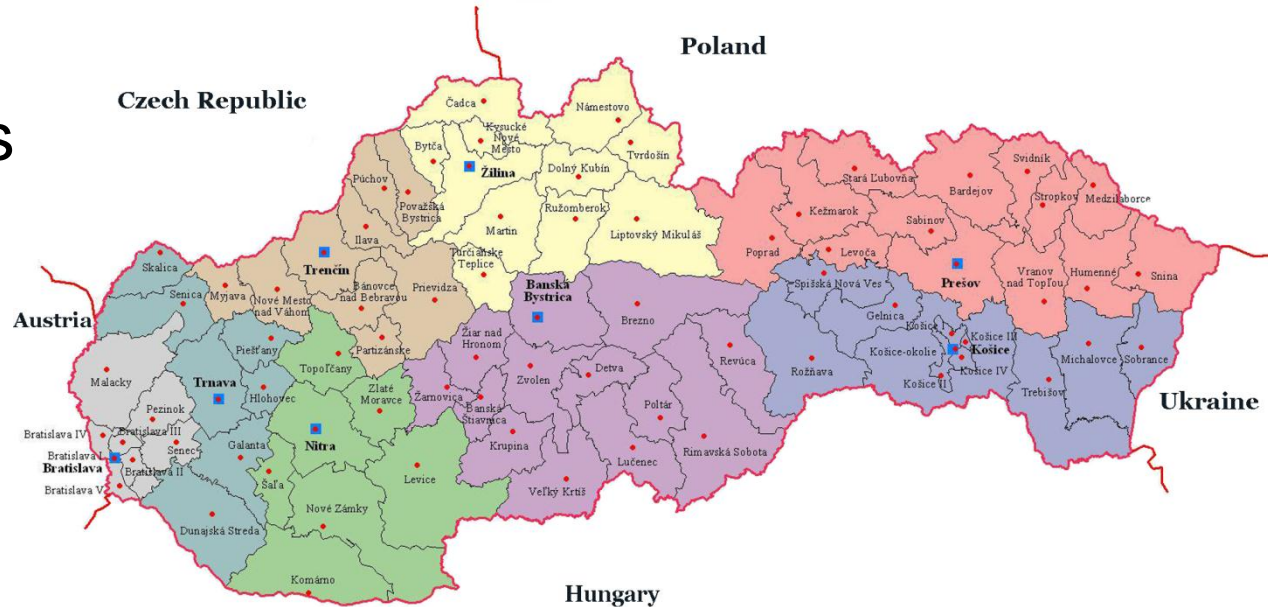 Poland
Czech Republic
s
Čadca
Námestovo
Kysucké
Nové
Mesto
Bytča
Tvrdošín
Žilina
Dolný Kubín
Svidník
Púchov
Stará Ľubovňa
Bardejov
Stropkov
Medzilaborce
Považská
Bystrica
Ružomberok
Kežmarok
Sabinov
Martin
Ilava
Liptovský Mikuláš
Turčianske
Teplice
Poprad
Levoča
Trenčín
Skalica
Prešov
Vranov
nad Topľou
Humenné
Snina
Senica
Myjava
Nové Mesto
nad Váhom
Bánovce
nad Bebravou
Prievidza
Banská
Bystrica
Spišská Nová Ves
Gelnica
Austria
Brezno
Košice I
Košice III
Piešťany
Partizánske
Žiar nad
Hronom
Košice-okolie
Košice
Michalovce
Sobrance
Topoľčany
Revúca
Rožňava
Košice IV
Malacky
Trnava
Hlohovec
Zlaté
Moravce
Žarnovica
Zvolen
Detva
Košice II
Trebišov
Ukraine
Pezinok
Banská
Štiavnica
Poltár
Bratislava IV
Bratislava III
Senec
Galanta
Nitra
Krupina
Rimavská Sobota
Bratislava I
Bratislava
Bratislava II
Lučenec
Bratislava V
Šaľa
Levice
Veľký Krtíš
Dunajská Streda
Nové Zámky
Komárno
Hungary